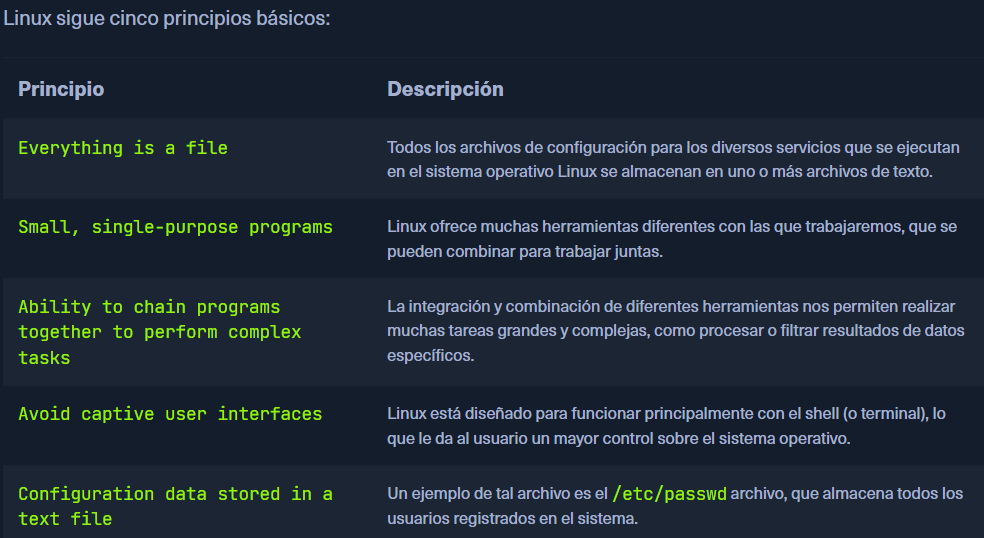 Linux sigue cinco principios básicos:
Principio
Descripción
Everything is a file
Todos los archivos de configuración para los diversos servicios que se ejecutan
en el sistema operativo Linux se almacenan en uno o más archivos de texto.
Small, single-purpose programs
Linux ofrece muchas herramientas diferentes con las que trabajaremos, que se
pueden combinar para trabajar juntas.
Ability to chain programs
together to perform complex
tasks
La integración y combinación de diferentes herramientas nos permiten realizar
muchas tareas grandes y complejas, como procesar o filtrar resultados de datos
específicos.
Avoid captive user interfaces
Linux está diseñado para funcionar principalmente con el shell (o terminal), lo
que le da al usuario un mayor control sobre el sistema operativo.
Configuration data stored in a
text file
Un ejemplo de tal archivo es el /etc/passwd archivo, que almacena todos los
usuarios registrados en el sistema.